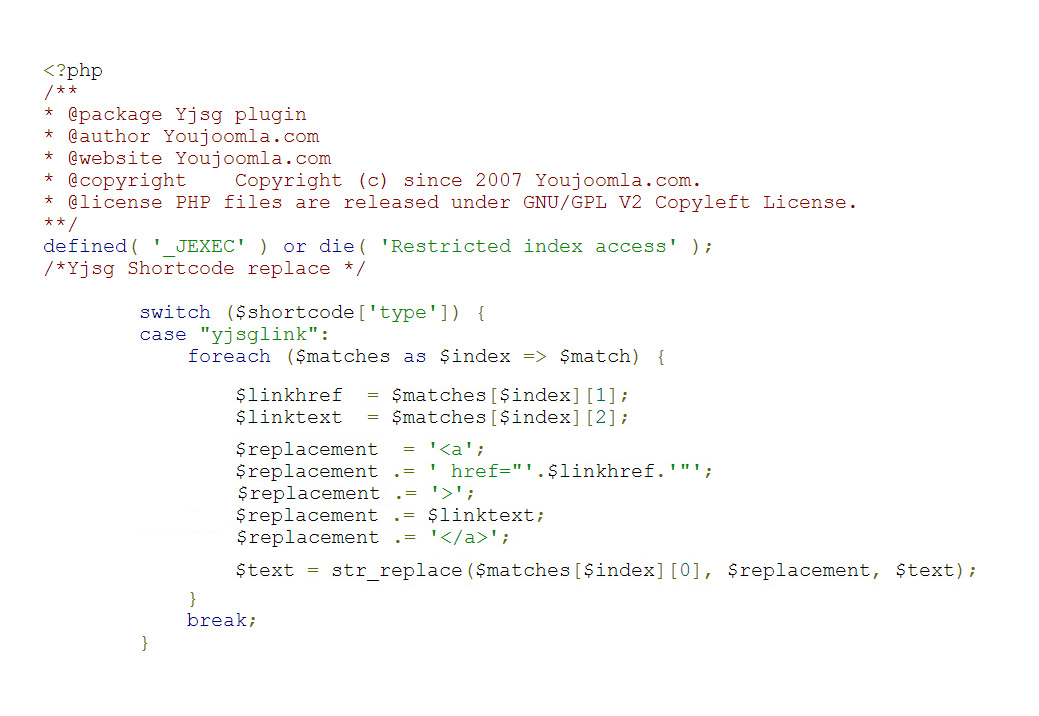 <?php
/**
* @package Yjsg plugin
* @author Youjoomla.com
* @website Youjoomla.com
* @copyright    Copyright (c) since 2007 Youjoomla.com.
* @license PHP files are released under GNU/GPL V2 Copyleft License.
**/
defined( '_JEXEC' ) or die( 'Restricted index access' );
/*Yjsg Shortcode replace */
        switch ($shortcode['type']) {
        case "yjsglink":
            foreach ($matches as $index => $match) {
                $linkhref  = $matches[$index][1];
                $linktext  = $matches[$index][2];
                $replacement  = '<a';
                $replacement .= ' href="'.$linkhref.'"';
                $replacement .= '>';
                $replacement .= $linktext;
                $replacement .= '</a>';
                $text = str_replace($matches[$index][0], $replacement, $text);
            }
            break;
        }